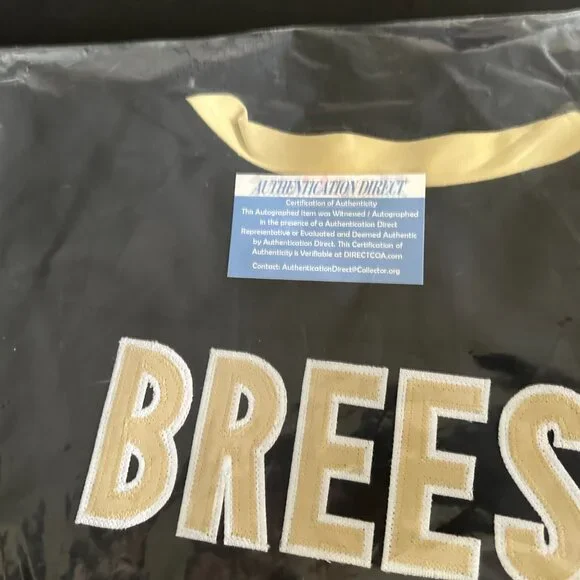 AUTHENTICATION DIRECT
Certification of Authenticity
This Autographed Item was Witnessed / Autographed
in the presence of a Authentication Direct
Representative or Evaluated and Deemed Authentic
by Authentication Direct. This Certification of
Authenticity is Verifiable at DIRECTCOA.com
Contact: AuthenticationDirect@Collector.org
BREES